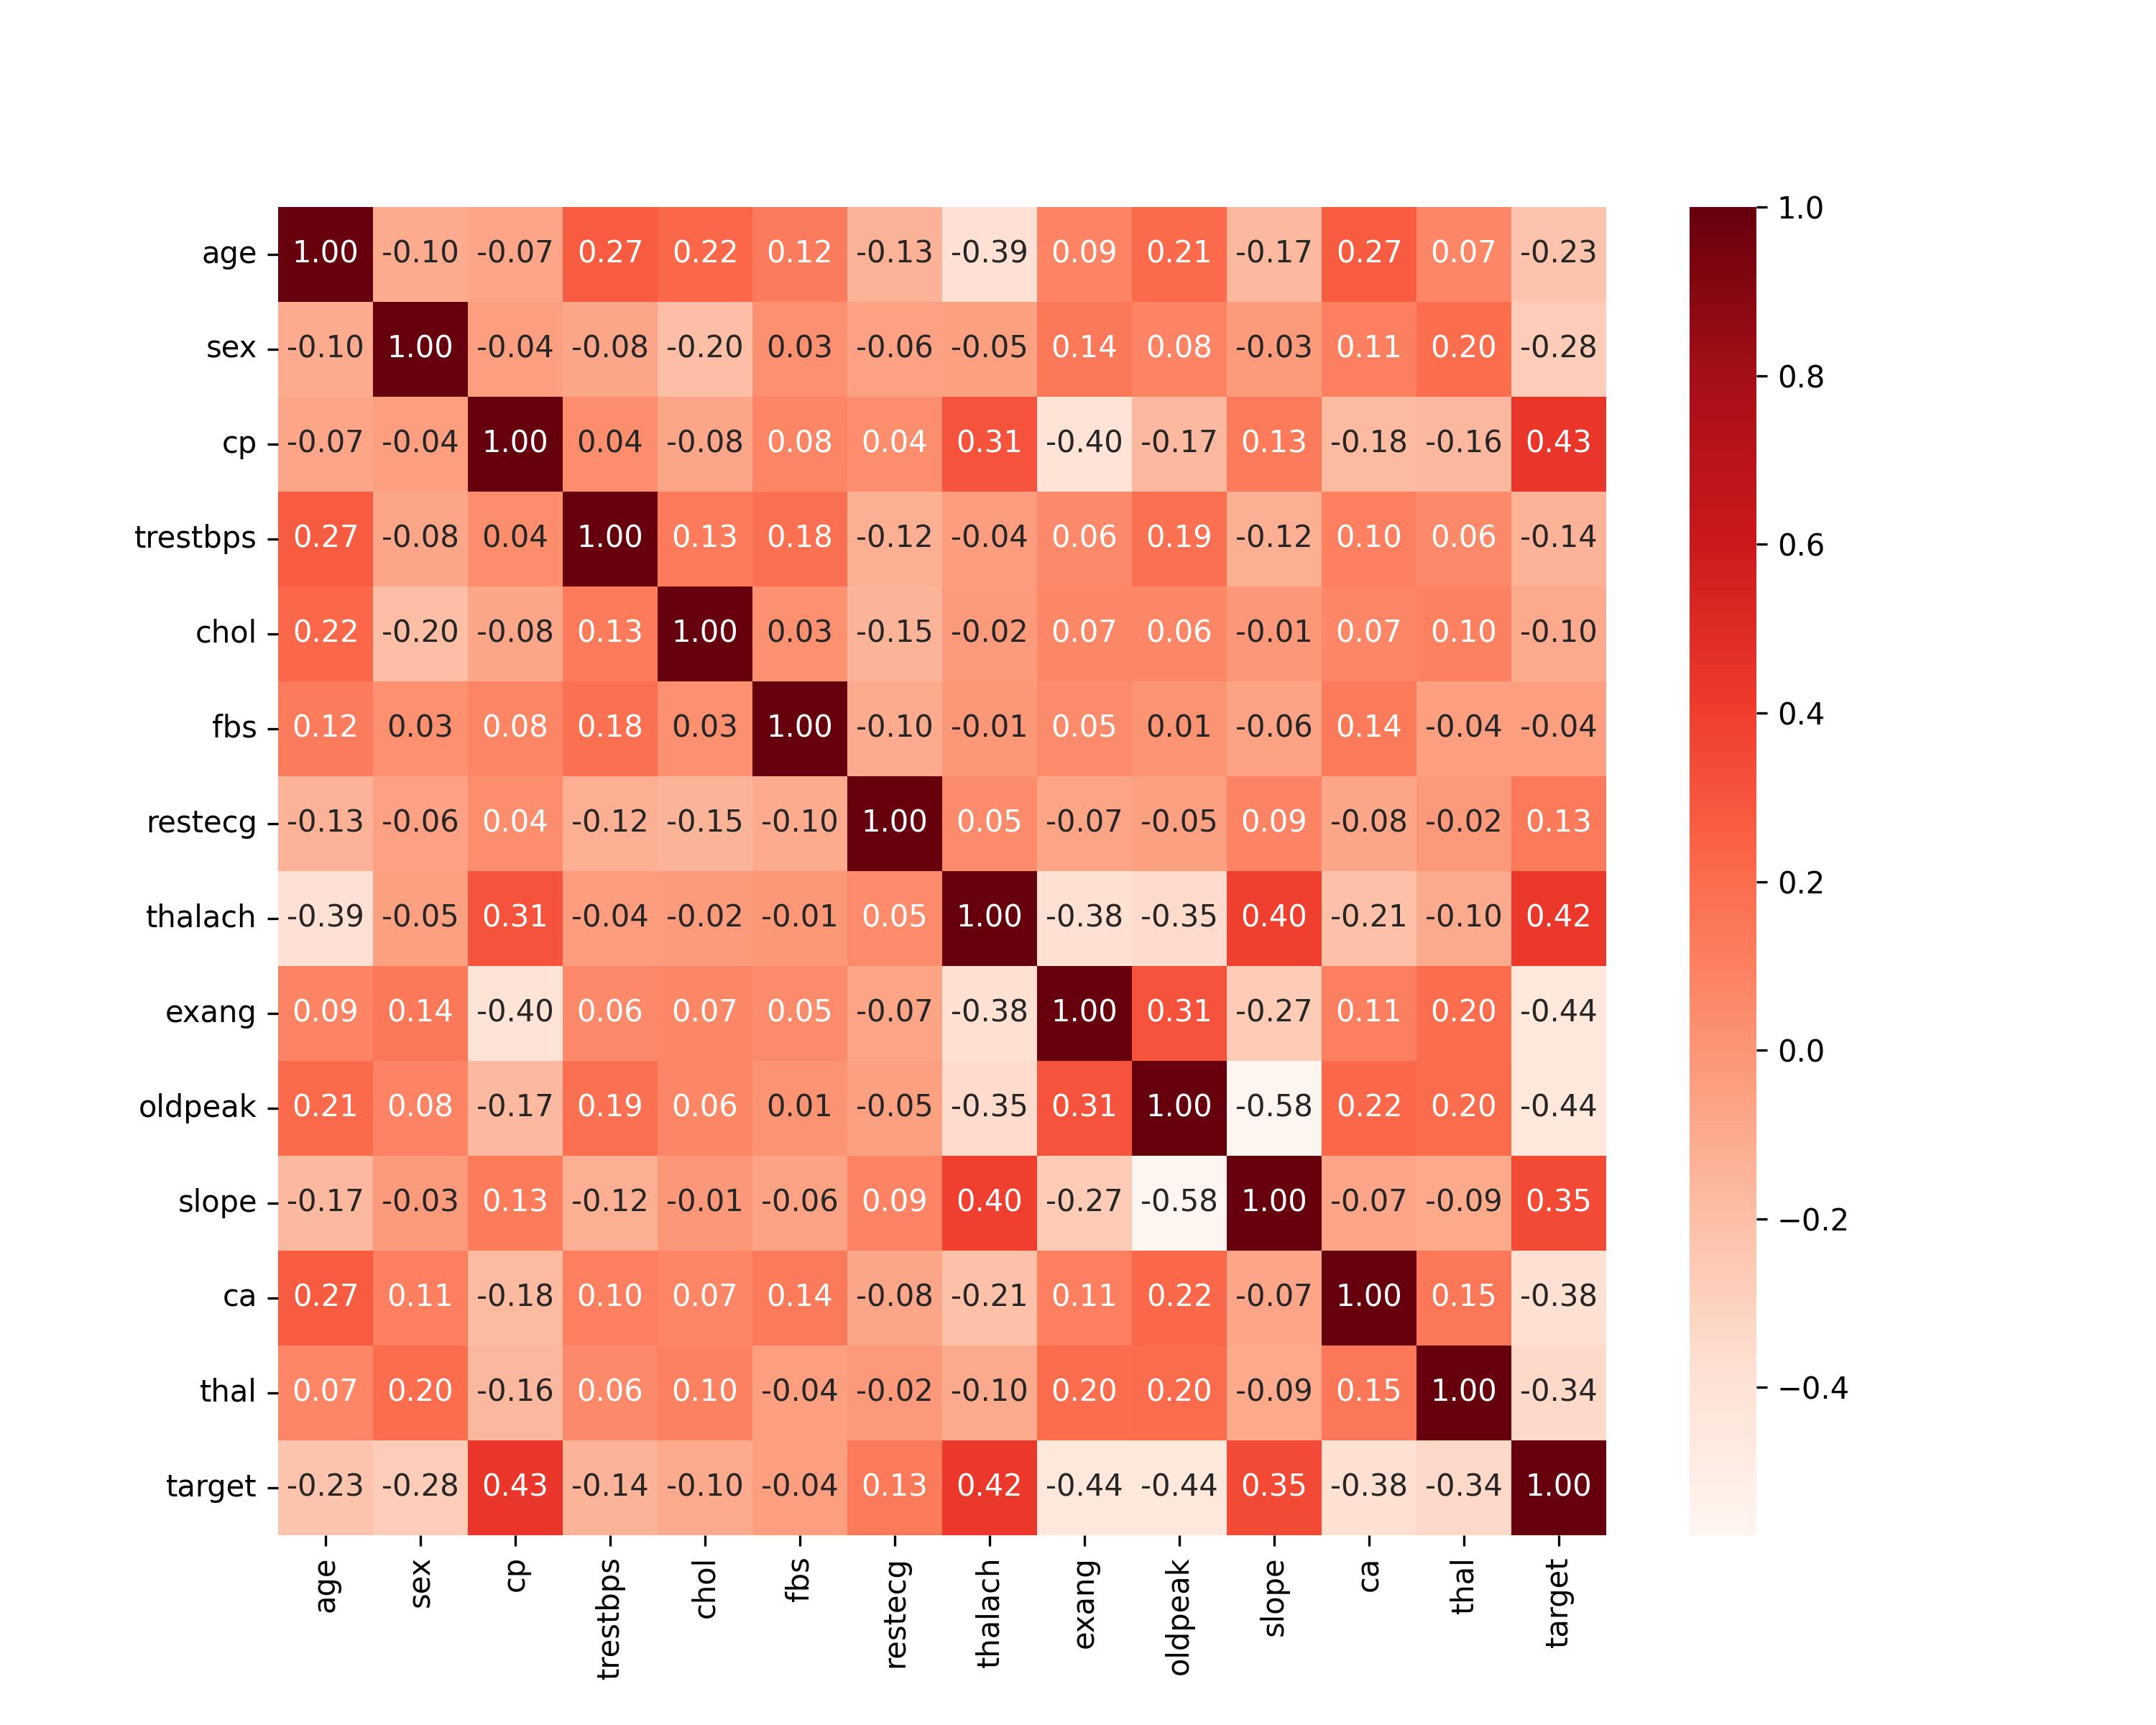 1.0
age 1.00 -0.10 -0.07 0.27 0.22 0.12 -0.13 -0.39 0.09 0.21 -0.17 0.27 0.07 -0.23
sex -0.10 1.00 -0.04 -0.08 -0.20 0.03 -0.06 -0.05 0.14 0.08 -0.03 0.11 0.20 -0.28
0.8
cp -0.07 -0.04 1.00 0.04 -0.08 0.08 0.04 0.31 -0.40 -0.17 0.13 -0.18 -0.16 0.43
trestbps 0.27 -0.08 0.04 1.00 0.13 0.18 -0.12 -0.04 0.06 0.19 -0.12 0.10 0.06 -0.14
0.6
chol 0.22 -0.20 -0.08 0.13 1.00 0.03 -0.15 -0.02 0.07 0.06 -0.01 0.07 0.10 -0.10
0.4
fbs 0.12 0.03 0.08 0.18 0.03 1.00 -0.10 -0.01 0.05 0.01 -0.06 0.14 -0.04 -0.04
restecg -0.13 -0.06 0.04 -0.12 -0.15 -0.10 1.00 0.05 -0.07 -0.05 0.09 -0.08 -0.02 0.13
0.2
thalach -0.39 -0.05 0.31 -0.04 -0.02 -0.01 0.05 1.00 -0.38 -0.35 0.40 -0.21 -0.10 0.42
exang 0.09 0.14 -0.40 0.06 0.07 0.05 -0.07 -0.38 1.00 0.31 -0.27 0.11 0.20 -0.44
0.0
oldpeak 0.21 0.08 -0.17 0.19 0.06 0.01 -0.05 -0.35 0.31 1.00 -0.58 0.22 0.20 -0.44
slope -0.17 -0.03 0.13 -0.12 -0.01 -0.06 0.09 0.40 -0.27 -0.58 1.00 -0.07 -0.09 0.35
−0.2
ca 0.27 0.11 -0.18 0.10 0.07 0.14 -0.08 -0.21 0.11 0.22 -0.07 1.00 0.15 -0.38
thal 0.07 0.20 -0.16 0.06 0.10 -0.04 -0.02 -0.10 0.20 0.20 -0.09 0.15 1.00 -0.34
−0.4
target -0.23 -0.28 0.43 -0.14 -0.10 -0.04 0.13 0.42 -0.44 -0.44 0.35 -0.38 -0.34 1.00
age sex cp trestbps chol fbs restecg thalach exang oldpeak slope ca thal target